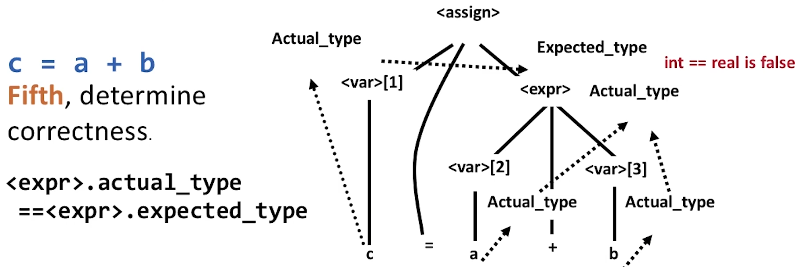 <assign>
Actual_type
Expected_type
c = a + b
int == real is false
<var>[1]
<expr>
Actual_type
Fifth, determine
correctness.
<var>[2]
<var>[3]
<expr>.actual_type
==<expr>.expected_type
Actual_type
Actual_type
c = a + b